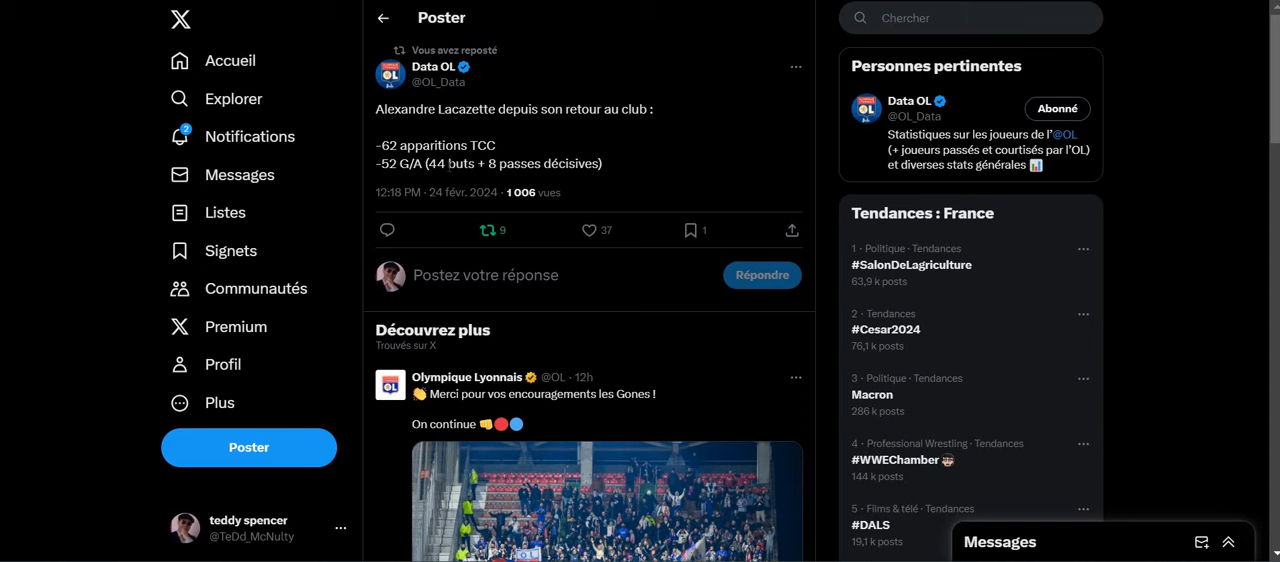 Accueil
Explorer
2
Notifications
Messages
Listes
Signets
Communautés
Premium
Profil
Plus
Poster
teddy spencer
@TeDd_McNulty
Poster
Vous avez reposté
Data OL
@OL_Data
Alexandre Lacazette depuis son retour au club :
-62 apparitions TCC
-52 G/A (44 buts + 8 passes décisives)
12:18 PM · 24 févr. 2024 · 1 006 vues
9
37
1
Postez votre réponse
Répondre
Découvrez plus
Trouvés sur X
Olympique Lyonnais @OL · 12h
👏 Merci pour vos encouragements les Gones !
On continue 👊🔴🔵
Chercher
Personnes pertinentes
Data OL
@OL_Data
Abonné
Statistiques sur les joueurs de l'@OL
(+ joueurs passés et courtisés par l'OL)
et diverses stats générales 📊
Tendances : France
1 · Politique · Tendances
#SalonDeLagriculture
63,9 k posts
2 · Tendances
#Cesar2024
76,1 k posts
3 · Politique · Tendances
Macron
286 k posts
4 · Professional Wrestling · Tendances
#WWEChamber
144 k posts
5 · Films & télé · Tendances
#DALS
19,1 k posts
Messages